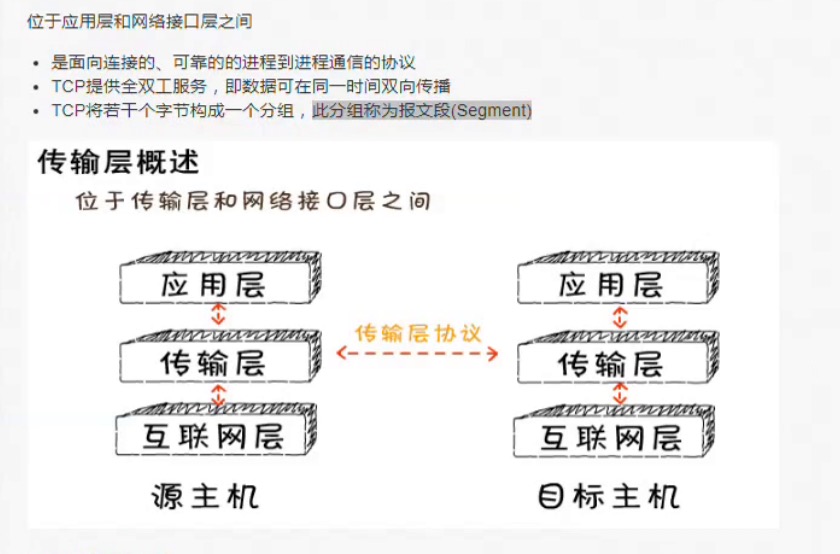 位于应用层和网络接口层之间
是面向连接的、可靠的的进程到进程通信的协议
TCP提供全双工服务，即数据可在同一时间双向传播
TCP将若干个字节构成一个分组，此分组称为报文段(Segment)
传输层概述
位于传输层和网络接口层之间
应用层 应用层
传输层协议
传输层 传输层
互联网层 互联网层
源主机 目标主机